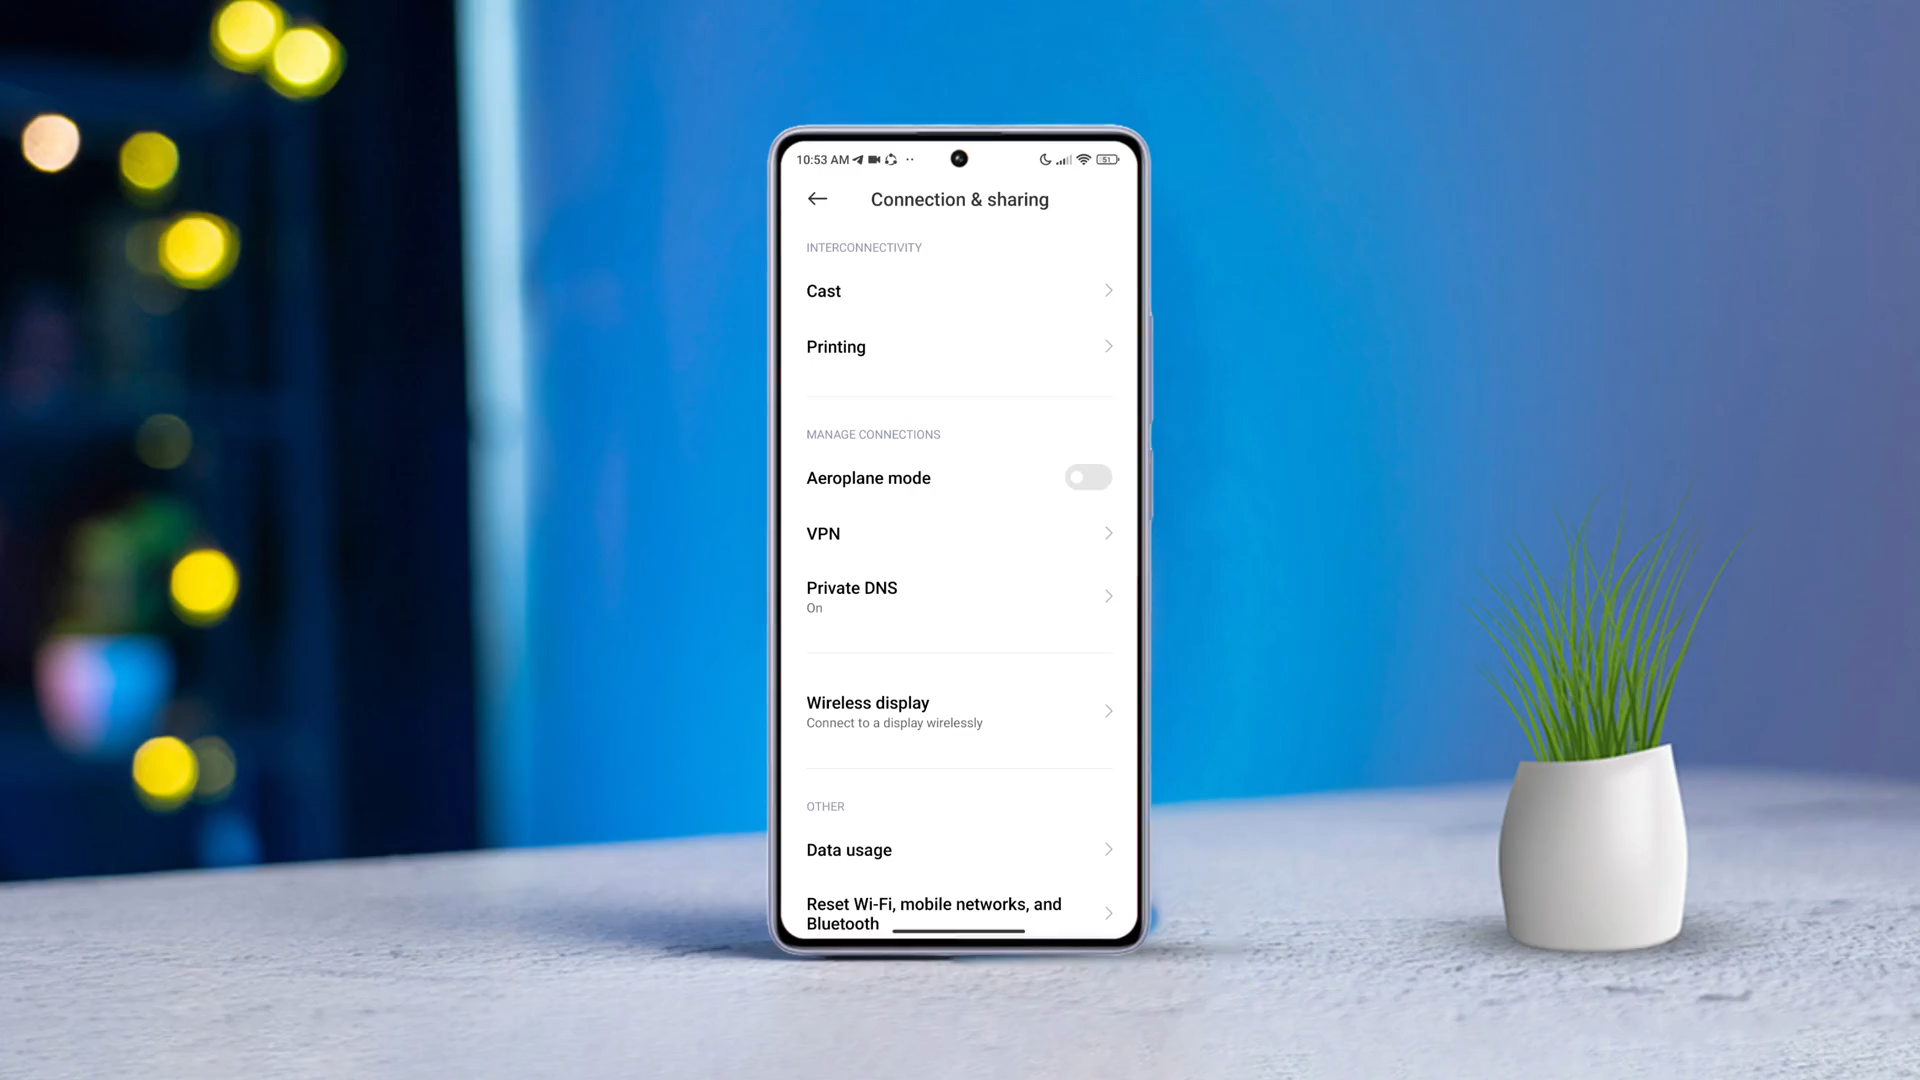 10:53 AM
51
Connection & sharing
INTERCONNECTIVITY
Cast
Printing
MANAGE CONNECTIONS
Aeroplane mode
VPN
Private DNS
On
Wireless display
Connect to a display wirelessly
OTHER
Data usage
Reset Wi-Fi, mobile networks, and
Bluetooth